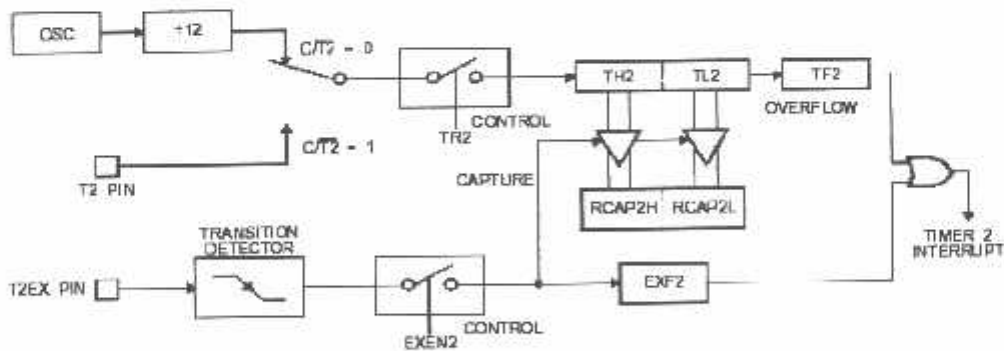 OSC
÷12
C/T2 = 0
TH2
TL2
TF2
OVERFLOW
CONTROL
TR2
C/T2 = 1
T2 PIN
CAPTURE
RCAP2H
RCAP2L
TIMER 2
INTERRUPT
TRANSITION
DETECTOR
T2EX PIN
EXF2
CONTROL
EXEN2